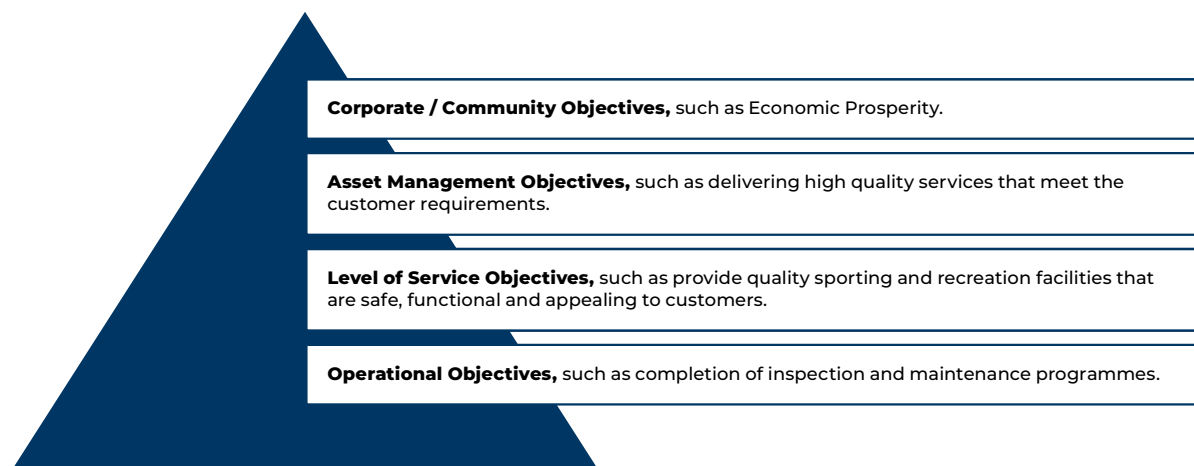 Corporate / Community Objectives, such as Economic Prosperity.
Asset Management Objectives, such as delivering high quality services that meet the
customer requirements.
Level of Service Objectives, such as provide quality sporting and recreation facilities that
are safe, functional and appealing to customers.
Operational Objectives, such as completion of inspection and maintenance programmes.